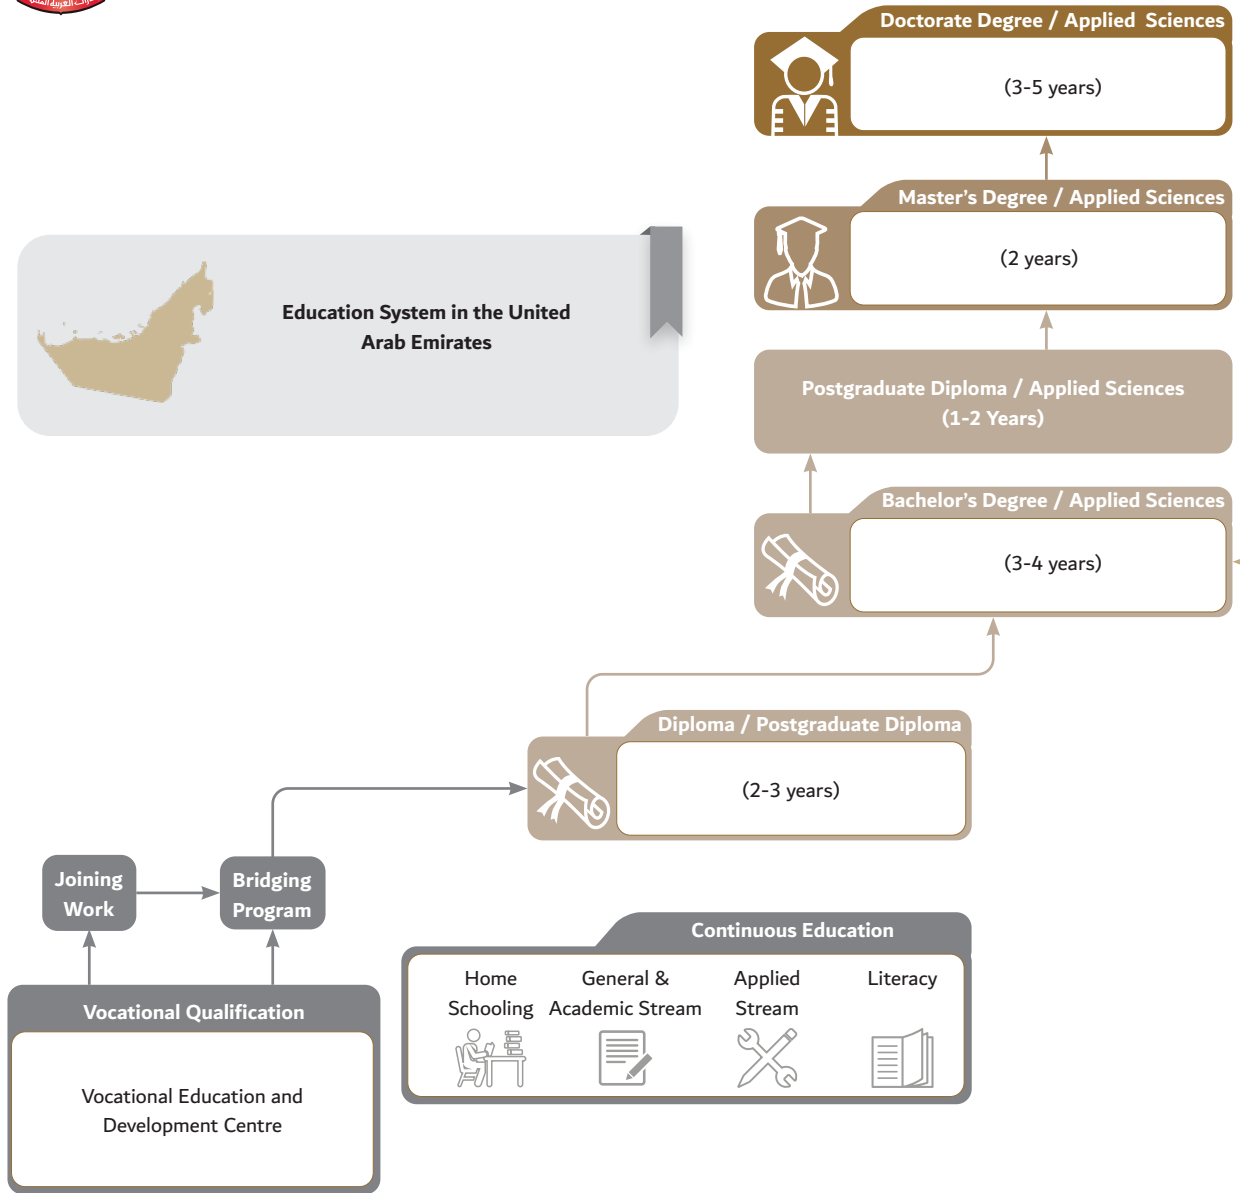 Doctorate Degree / Applied Sciences
(3-5 years)
Master's Degree / Applied Sciences
(2 years)
Education System in the United
Arab Emirates
Postgraduate Diploma / Applied Sciences
(1-2 Years)
Bachelor's Degree / Applied Sciences
(3-4 years)
Diploma / Postgraduate Diploma
(2-3 years)
Joining
Work
Bridging
Program
Continuous Education
Home
Schooling
General &
Academic Stream
Applied
Stream
Literacy
Vocational Qualification
Vocational Education and
Development Centre